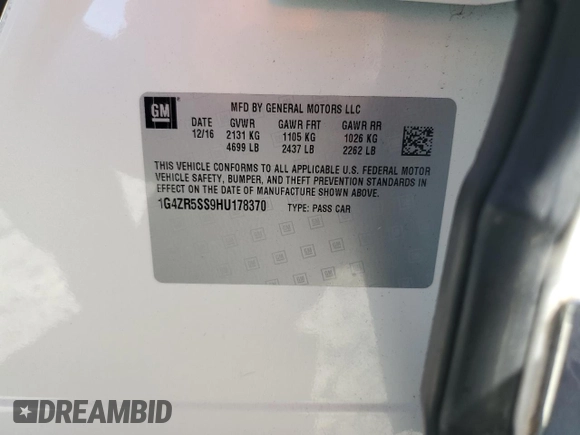 GM
MFD BY GENERAL MOTORS LLC
DATE GVWR GAWR FRT GAWR RR
12/16 2131 KG 1105 KG 1026 KG
4699 LB 2437 LB 2262 LB
THIS VEHICLE CONFORMS TO ALL APPLICABLE U.S. FEDERAL MOTOR
VEHICLE SAFETY, BUMPER, AND THEFT PREVENTION STANDARDS IN
EFFECT ON THE DATE OF MANUFACTURE SHOWN ABOVE.
1G4ZR5SS9HU178370 TYPE: PASS CAR
DREAMBID